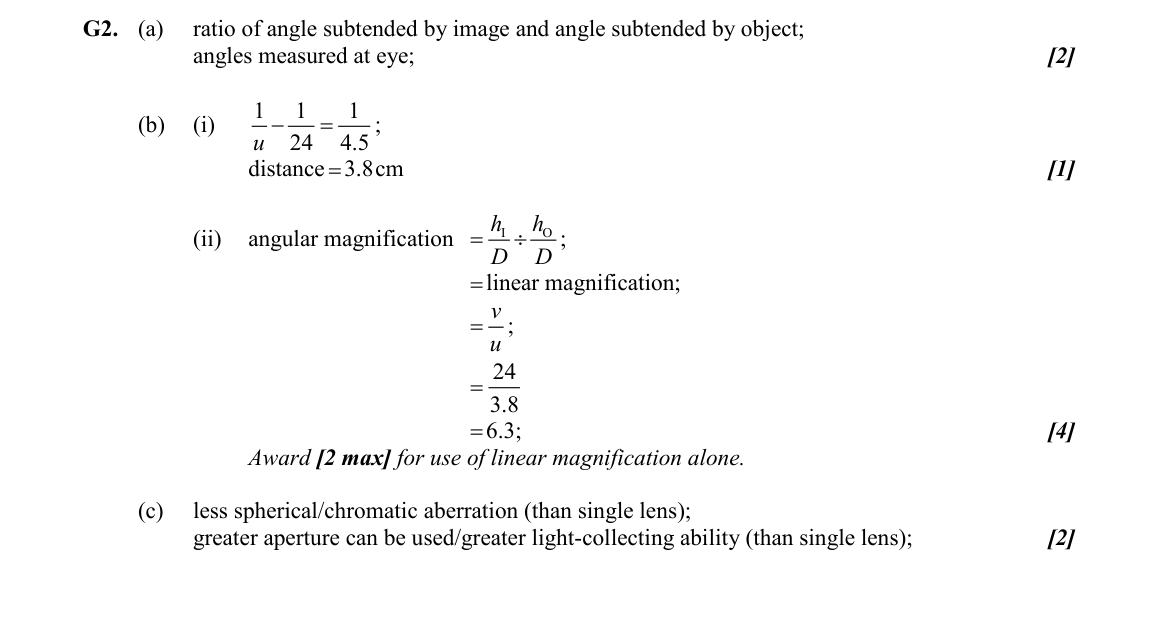 G2. (a) ratio of angle subtended by image and angle subtended by object;
angles measured at eye; [2]
(b) (i) 1/u − 1/24 = 1/4.5;
distance = 3.8cm [1]
(ii) angular magnification = h_I/D ÷ h_O/D;
= linear magnification;
= v/u;
= 24/3.8
= 6.3; [4]
Award [2 max] for use of linear magnification alone.
(c) less spherical/chromatic aberration (than single lens);
greater aperture can be used/greater light-collecting ability (than single lens); [2]